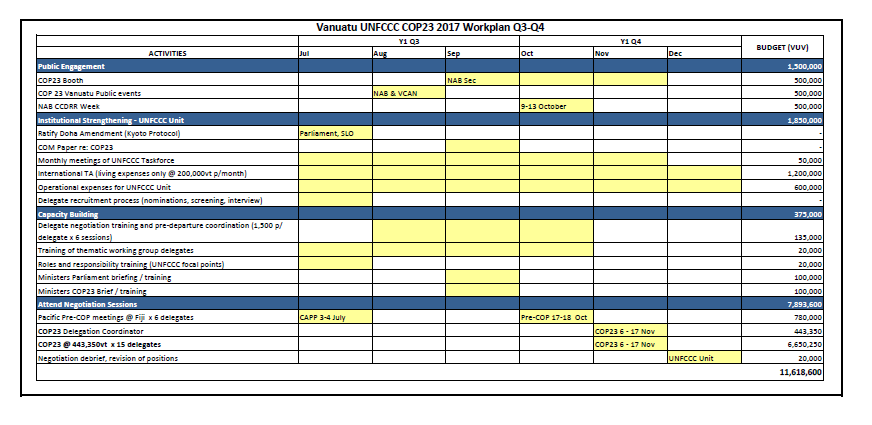 Vanuatu UNFCCC COP23 2017 Workplan Q3-Q4
ACTIVITIES Y1 Q3 Y1 Q4 BUDGET (VUV)
Jul Aug Sep Oct Nov Dec
Public Engagement 1,500,000
COP23 Booth NAB Sec 500,000
COP 23 Vanuatu Public events NAB & VCAN 500,000
NAB CCDRR Week 9-13 October 500,000
Institutional Strengthening - UNFCCC Unit 1,850,000
Ratify Doha Amendment (Kyoto Protocol) Parliament, SLO -
COM Paper re: COP23 -
Monthly meetings of UNFCCC Taskforce 50,000
International TA (living expenses only @ 200,000vt p/month) 1,200,000
Operational expenses for UNFCCC Unit 600,000
Delegate recruitment process (nominations, screening, interview) -
Capacity Building 375,000
Delegate negotiation training and pre-departure coordination (1,500 p/
delegate x 6 sessions) 135,000
Training of thematic working group delegates 20,000
Roles and responsibility training (UNFCCC focal points) 20,000
Ministers Parliament briefing / training 100,000
Ministers COP23 Brief / training 100,000
Attend Negotiation Sessions 7,893,600
Pacific Pre-COP meetings @ Fiji x 6 delegates CAPP 3-4 July Pre-COP 17-18 Oct 780,000
COP23 Delegation Coordinator COP23 6 - 17 Nov 443,350
COP23 @ 443,350vt x 15 delegates COP23 6 - 17 Nov 6,650,250
Negotiation debrief, revision of positions UNFCCC Unit 20,000
11,618,600